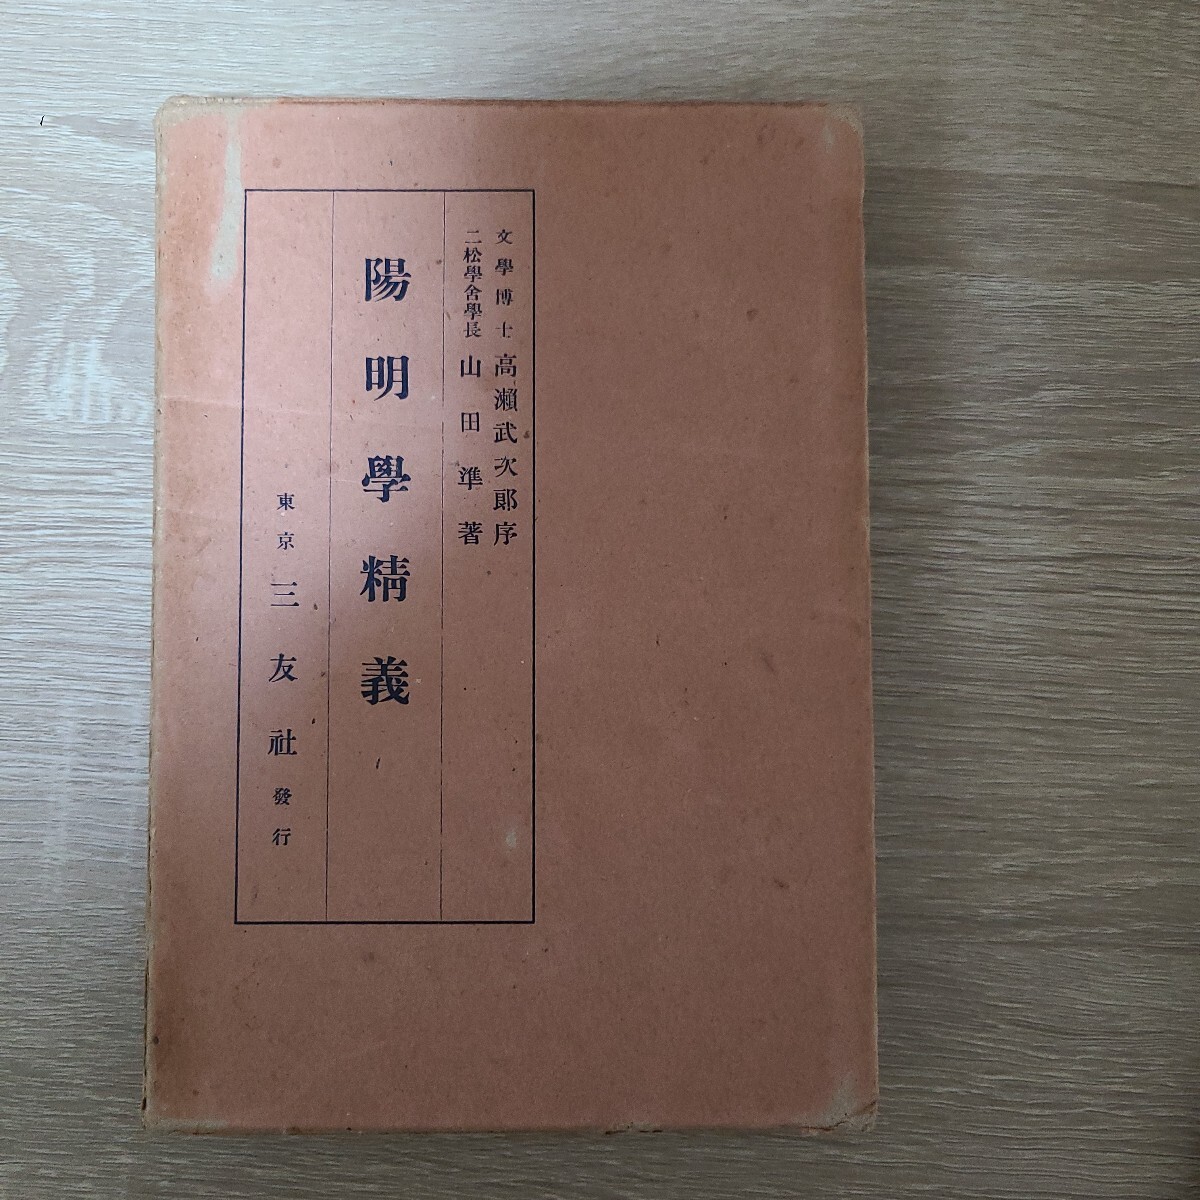 文學博士 高瀨武次郞序
二松學舍學長 山田準著
陽明學精義
東京 三友社 發行